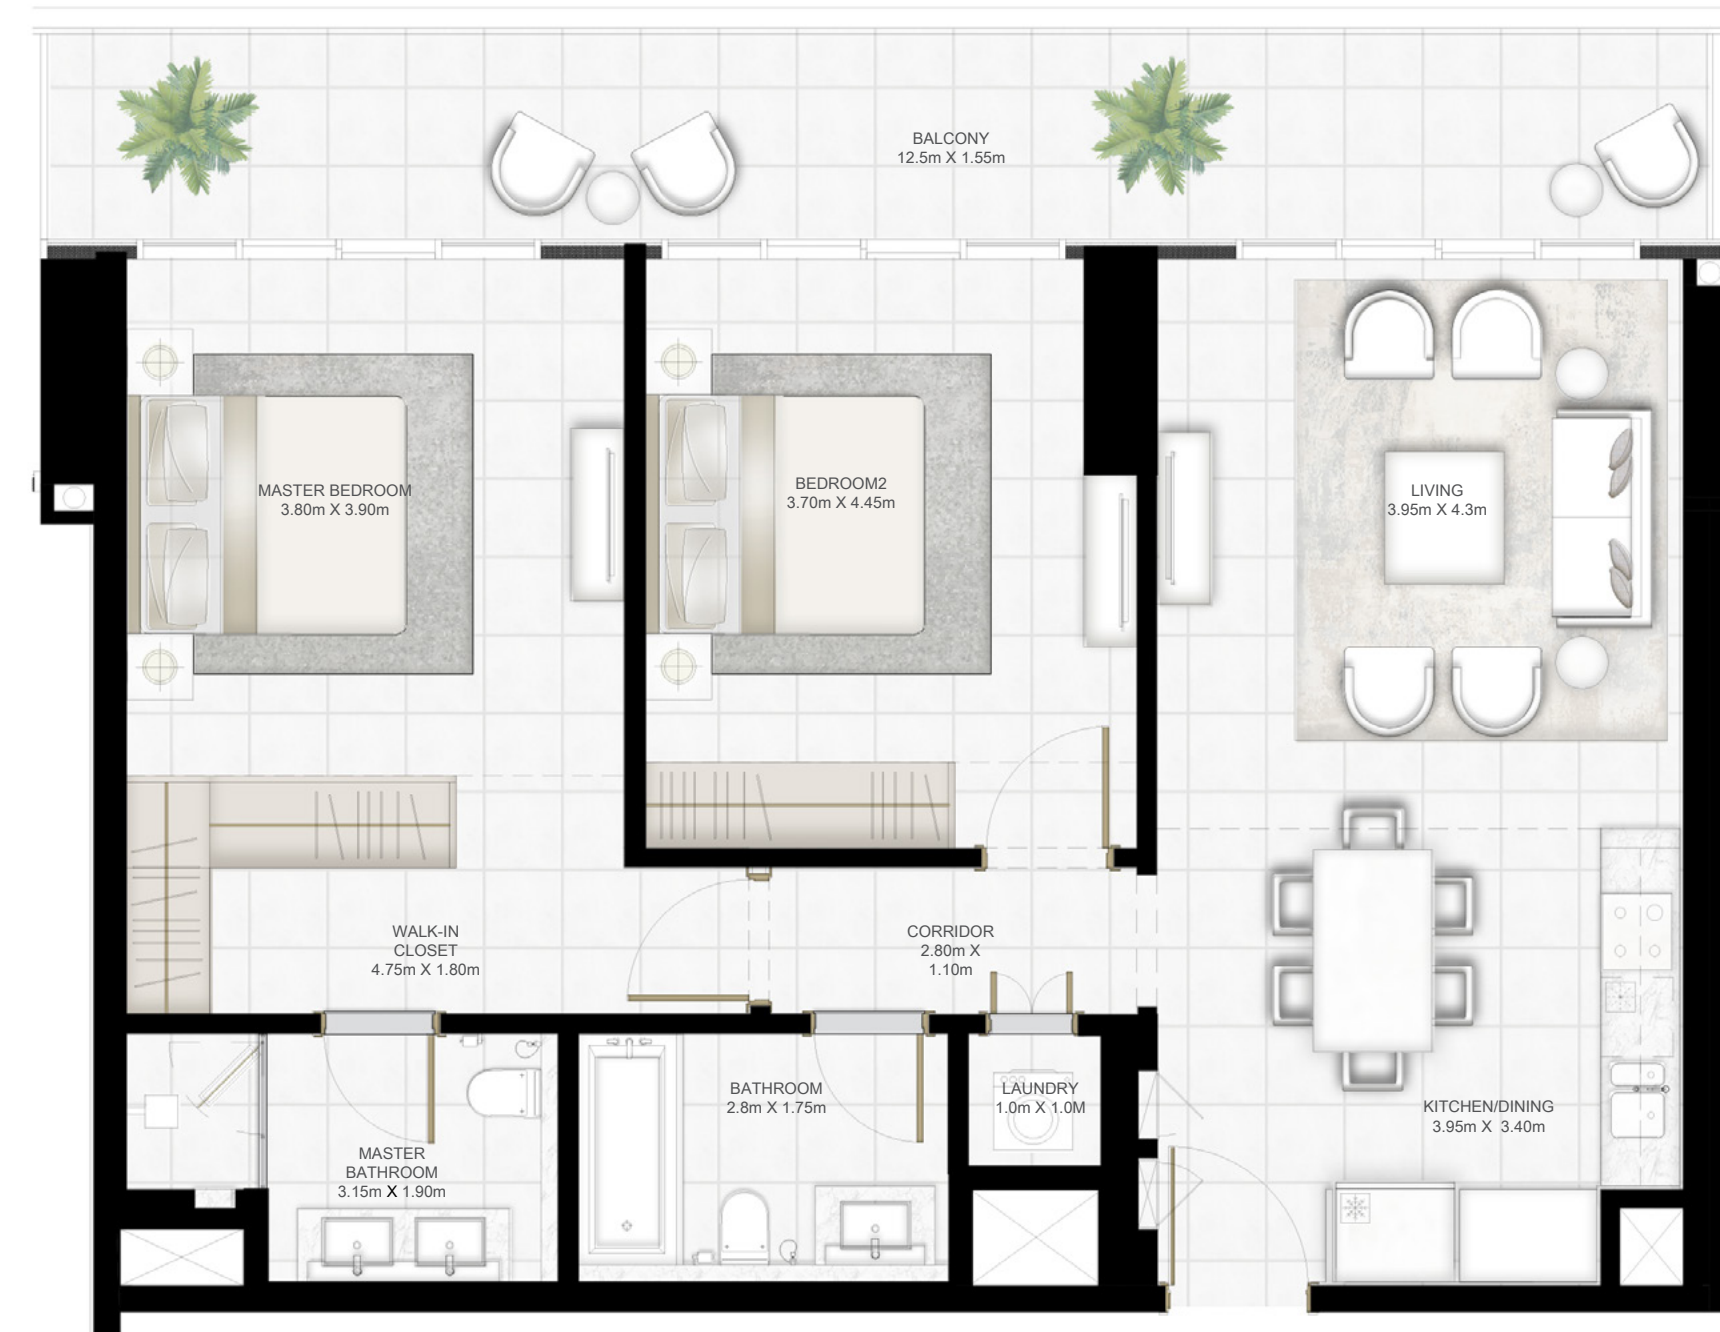 BALCONY
12.5m X 1.55m
MASTER BEDROOM
3.80m X 3.90m
BEDROOM2
3.70m X 4.45m
LIVING
3.95m X 4.3m
WALK-IN
CLOSET
4.75m X 1.80m
CORRIDOR
2.80m X
1.10m
BATHROOM
2.8m X 1.75m
LAUNDRY
1.0m X 1.0M
KITCHEN/DINING
3.95m X 3.40m
MASTER
BATHROOM
3.15m X 1.90m